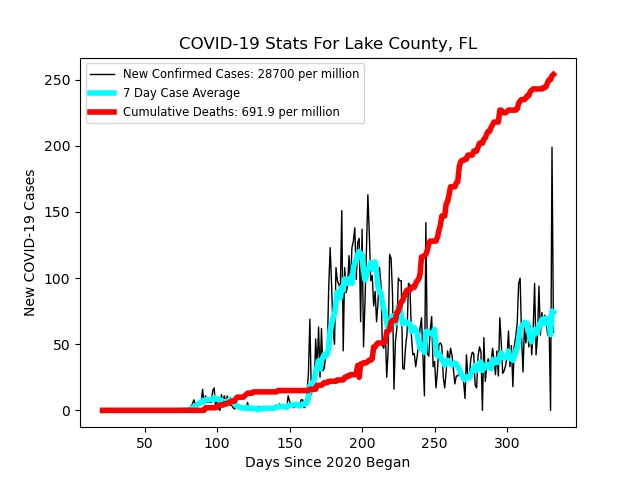 COVID-19 Stats For Lake County, FL
New Confirmed Cases: 28700 per million
7 Day Case Average
Cumulative Deaths: 691.9 per million
New COVID-19 Cases
250
200
150
100
50
0
50 100 150 200 250 300
Days Since 2020 Began